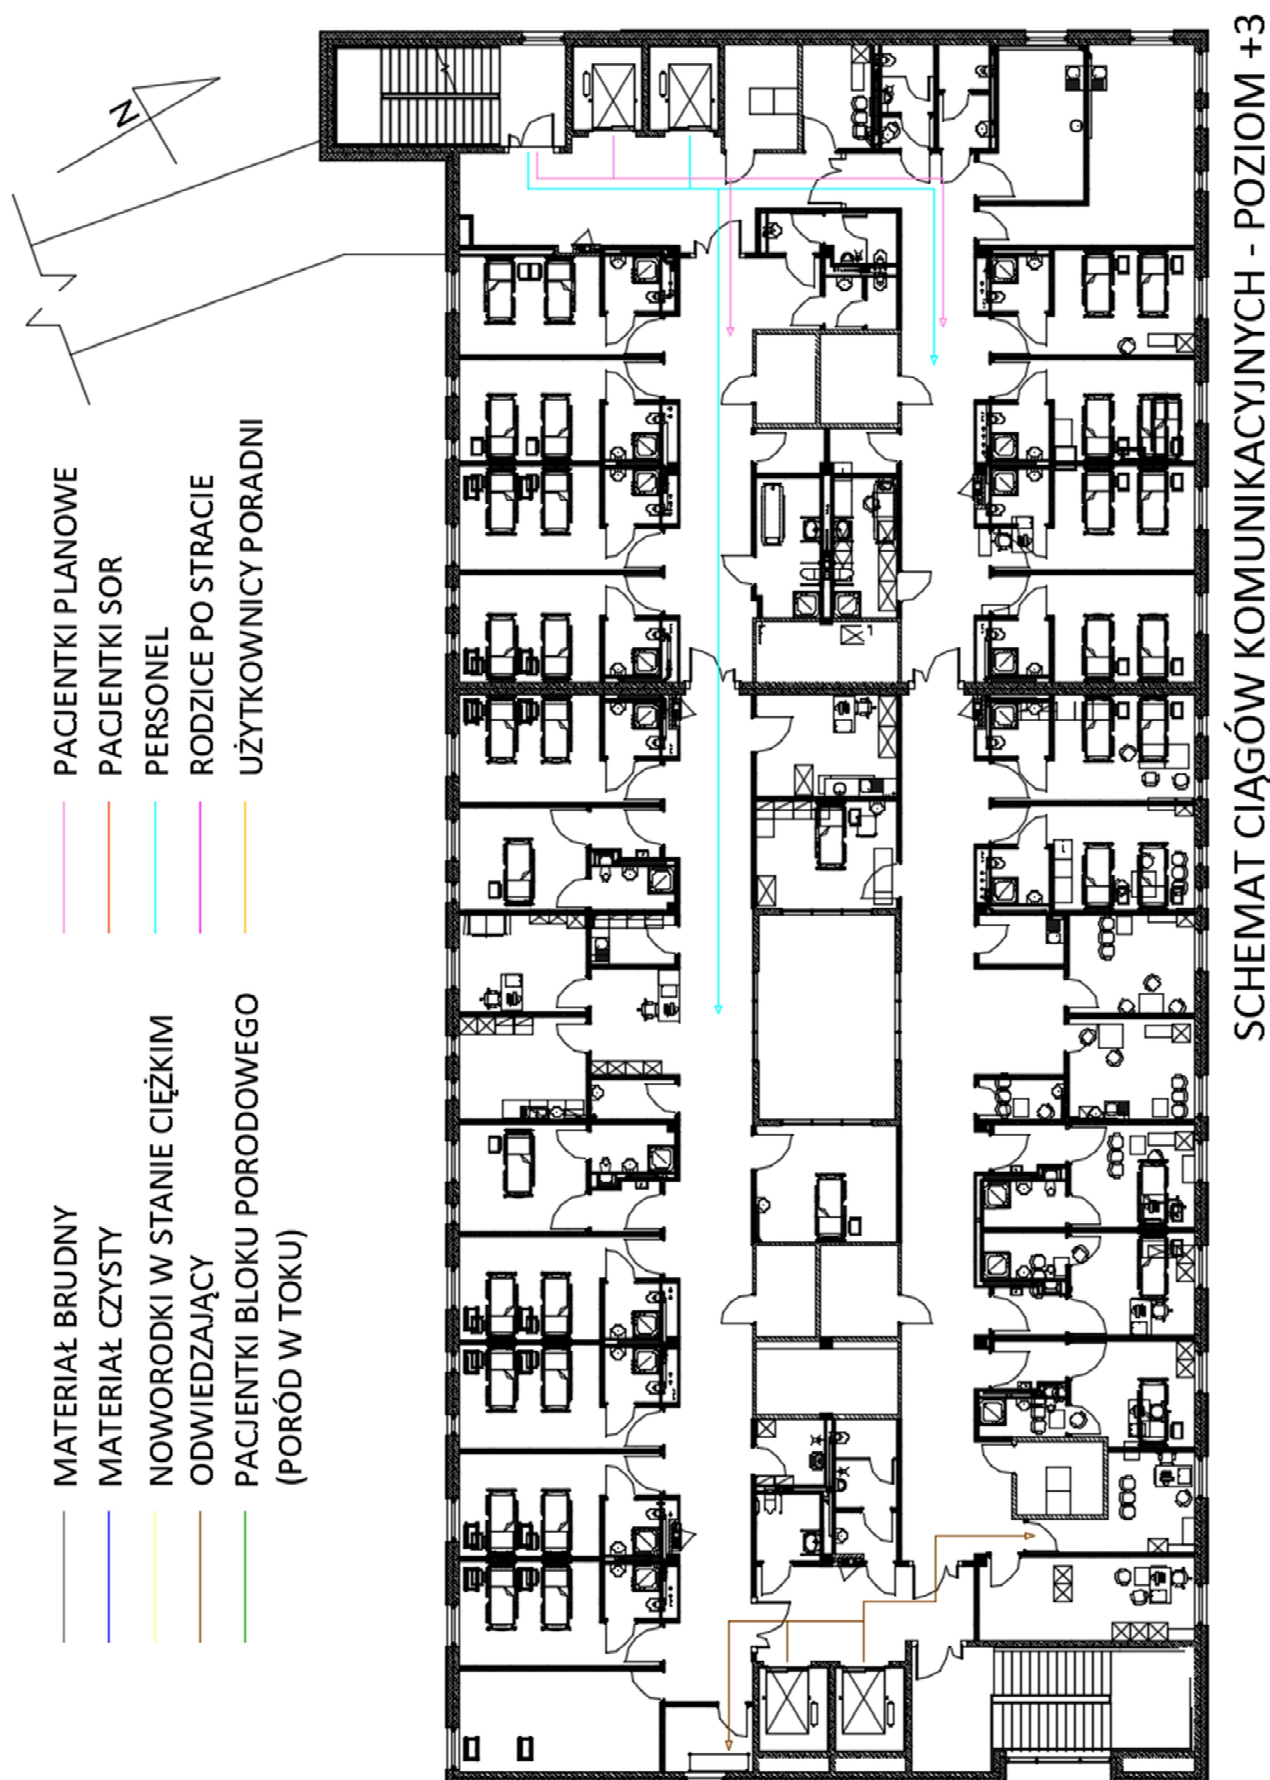 PACIENTKI PLANOWE
PACJENTKI SOR
PERSONEL
RODZICE PO STRACIE
UŻYTKOWNICY PORADNI
MATERIAŁ BRUDNY
MATERIAŁ CZYSTY
NOWORODKI W STANIE CIĘŻKIM
ODWIEDZAJĄCY
PACJENTKI BLOKU PORODOWEGO
(PORÓD W TOKU)
N
SCHEMAT CIĄGÓW KOMUNIKACYJNYCH - POZIOM +3